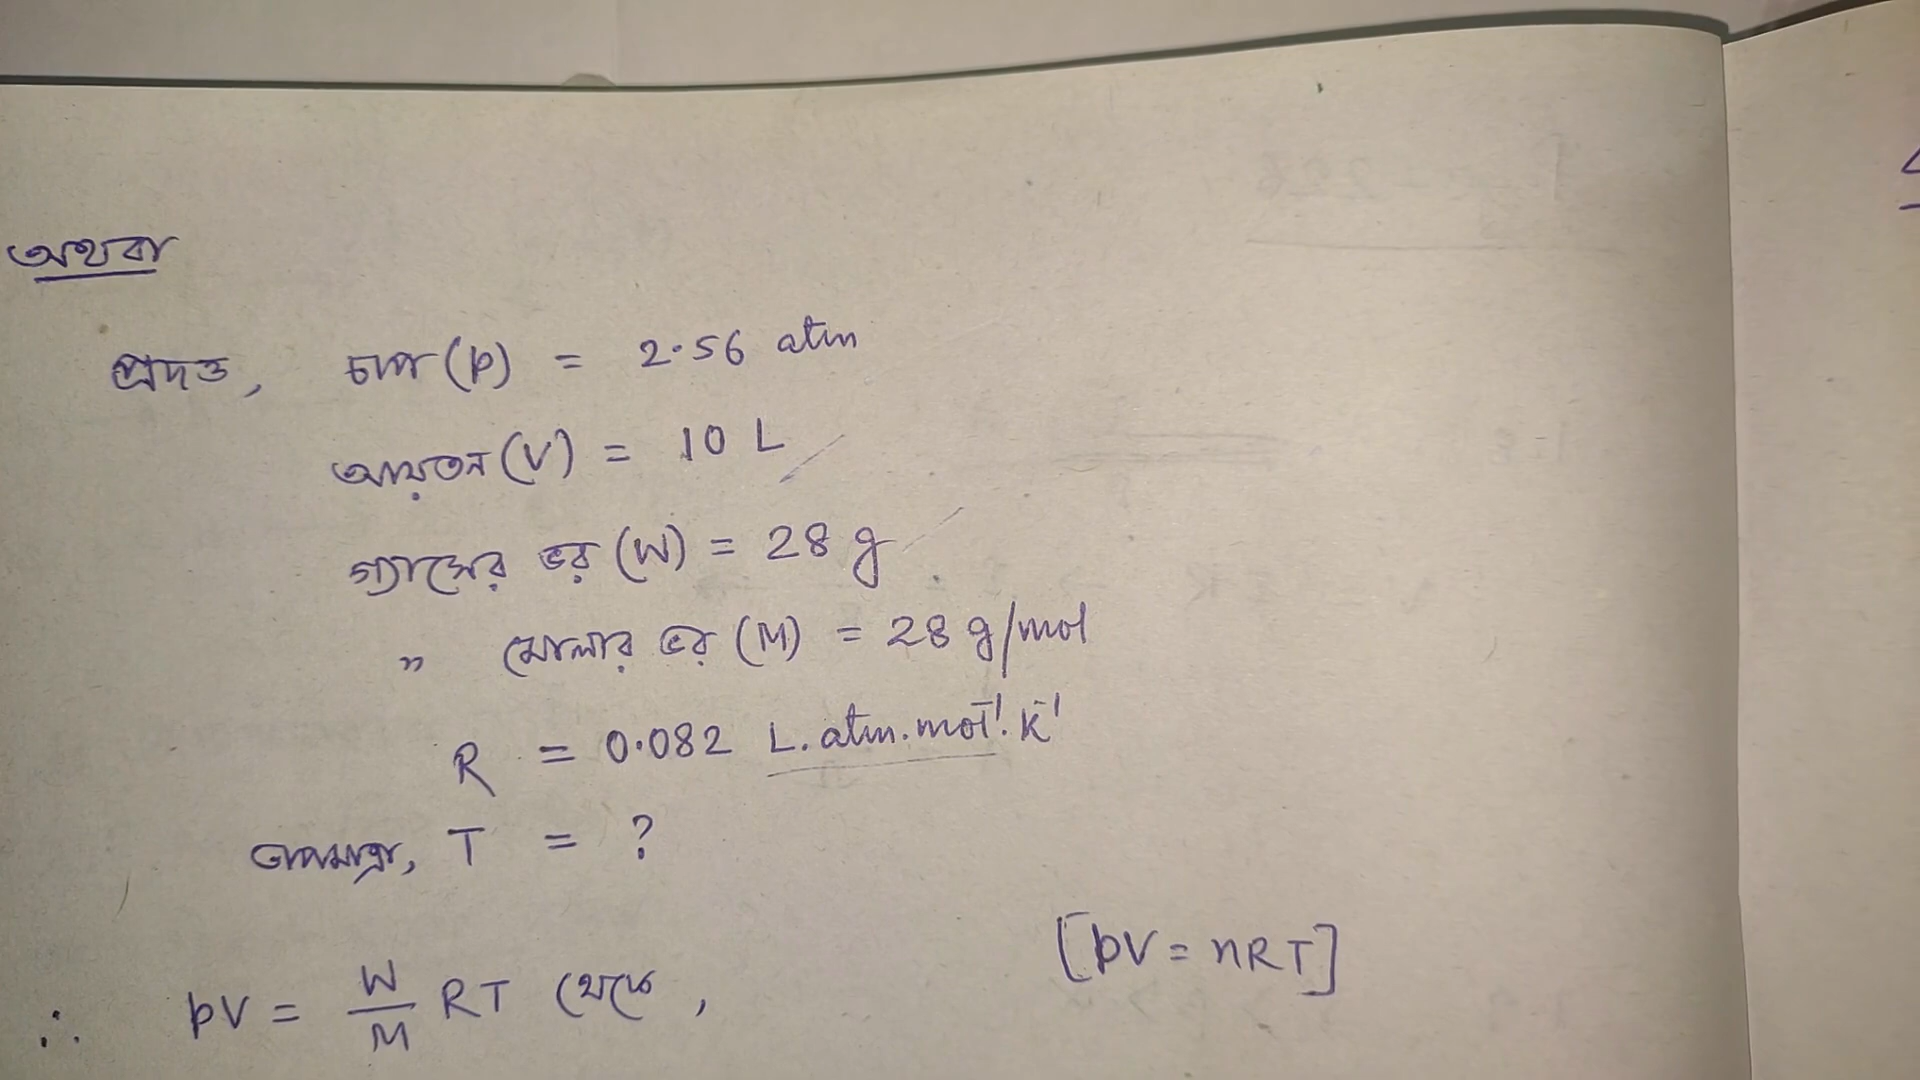 অথবা
প্রদত্ত, চাপ (p) = 2.56 atm
আয়তন (V) = 10 L
গ্যাসের ভর (W) = 28 g
" মোলার ভর (M) = 28 g/mol
R = 0.082 L.atm.mol⁻¹.K⁻¹
তাপমাত্রা, T = ?
[pV = nRT]
∴ pV = W/M RT থেকে,